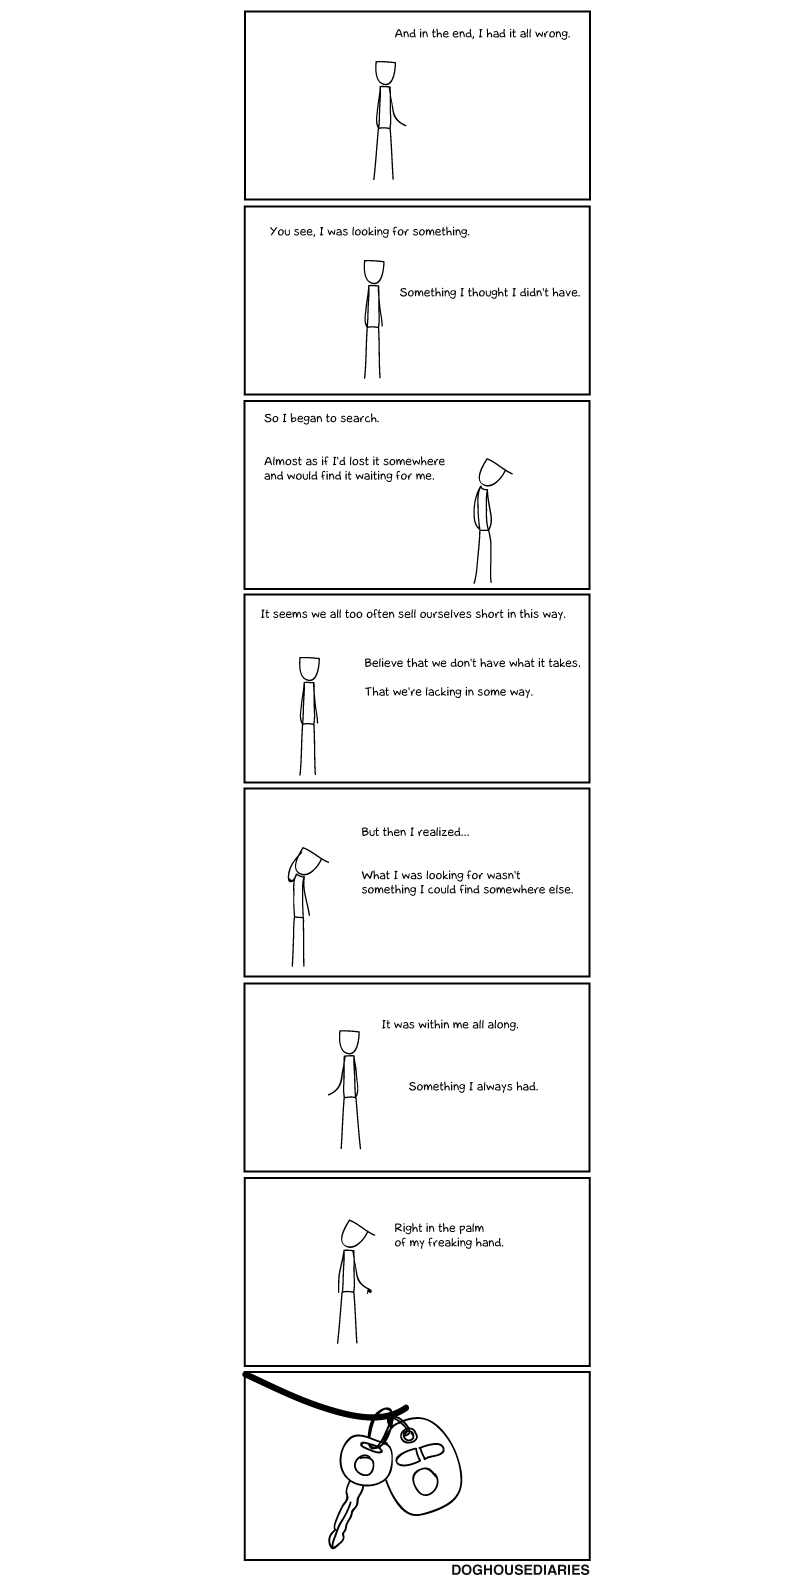 And in the end, I had it all wrong.
You see, I was looking for something.
Something I thought I didn't have.
So I began to search.
Almost as if I'd lost it somewhere
and would find it waiting for me.
It seems we all too often sell ourselves short in this way.
Believe that we don't have what it takes.
That we're lacking in some way.
But then I realized...
What I was looking for wasn't
something I could find somewhere else.
It was within me all along.
Something I always had.
Right in the palm
of my freaking hand.
DOGHOUSEDIARIES